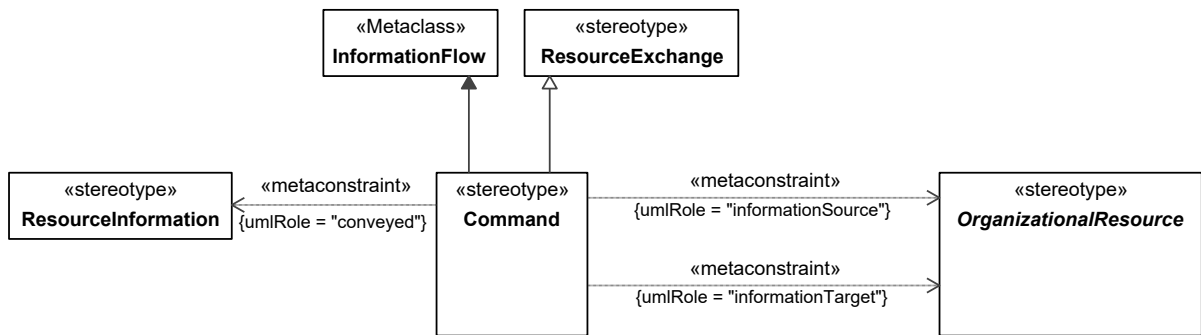 «Metaclass»
InformationFlow
«stereotype»
ResourceExchange
«stereotype»
ResourceInformation
«metaconstraint»
{umlRole = "conveyed"}
«stereotype»
Command
«metaconstraint»
{umlRole = "informationSource"}
«metaconstraint»
{umlRole = "informationTarget"}
«stereotype»
OrganizationalResource